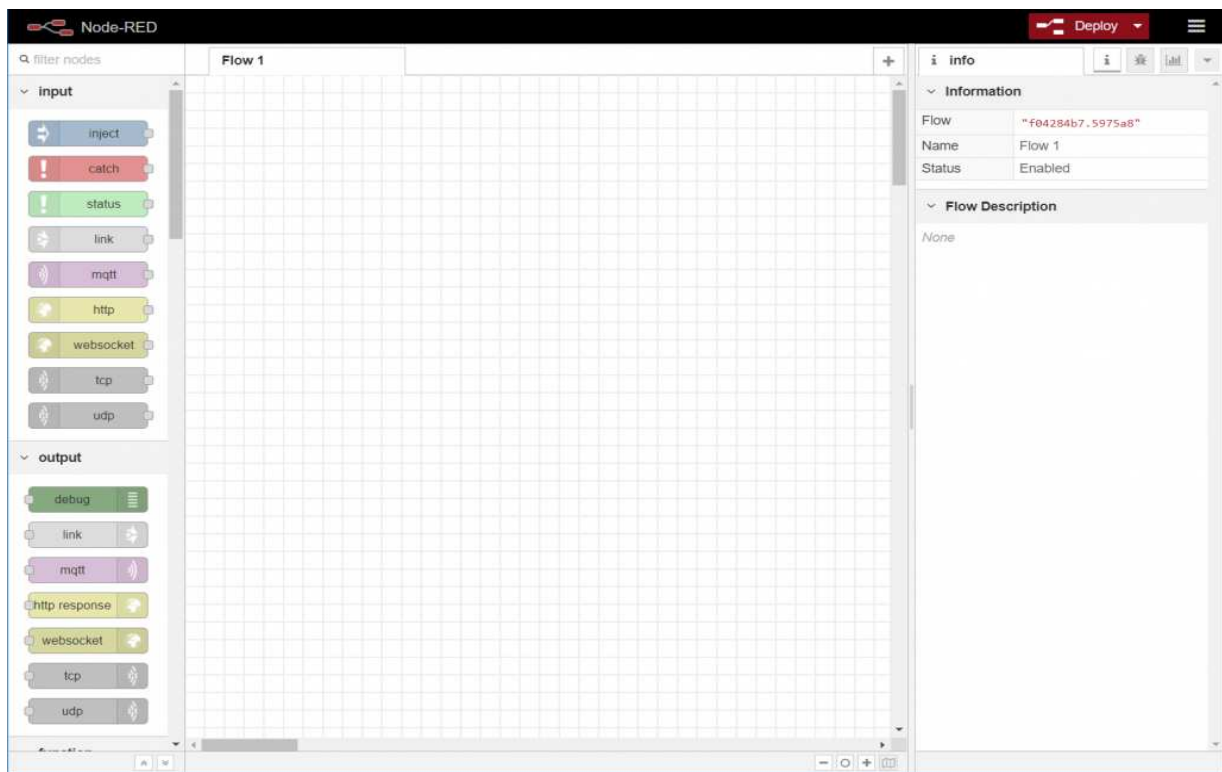 Node-RED
Deploy
filter nodes
Flow 1
info
input
inject
catch
status
link
mqtt
http
websocket
tcp
udp
output
debug
link
mqtt
http response
websocket
tcp
udp
function
Information
Flow "f04284b7.5975a8"
Name Flow 1
Status Enabled
Flow Description
None